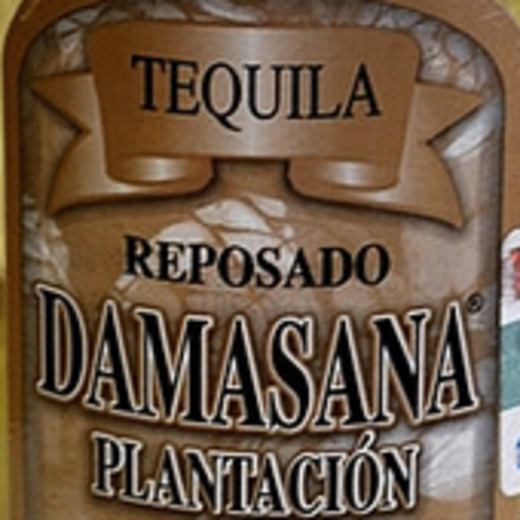 TEQUILA
REPOSADO
DAMASANA®
PLANTACIÓN